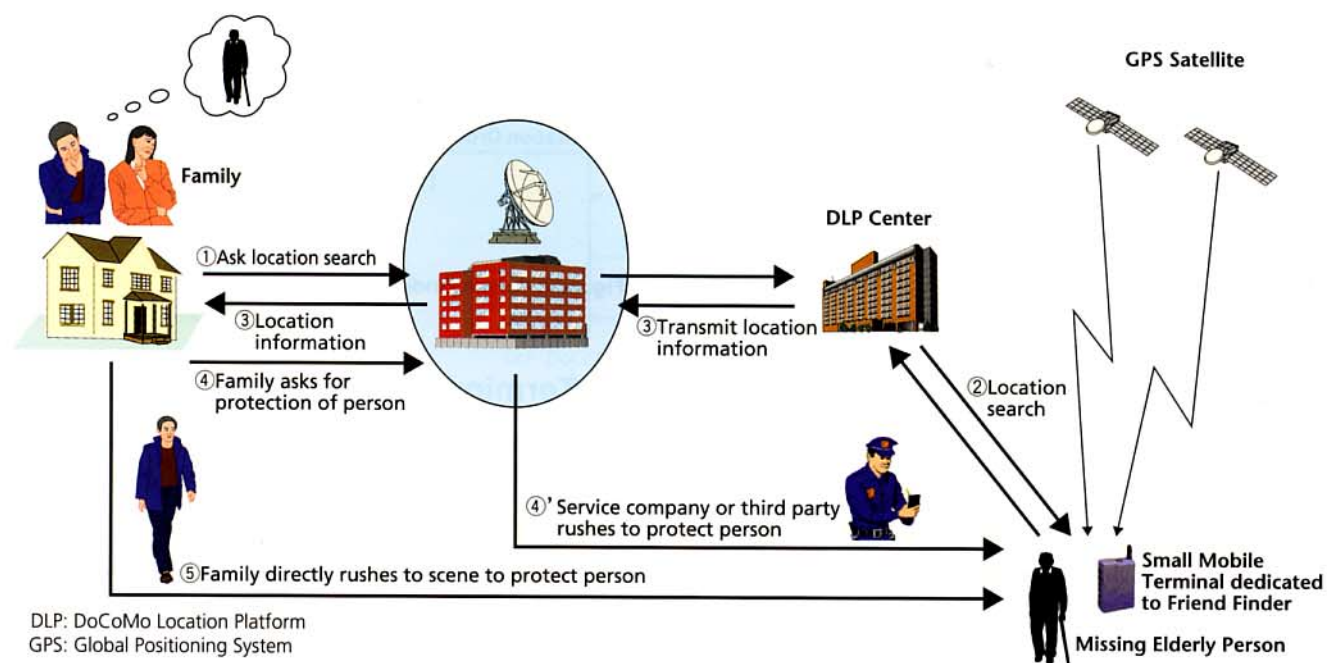 GPS Satellite
Family
DLP Center
①Ask location search
③Location
information
③Transmit location
information
④Family asks for
protection of person
②Location
search
④' Service company or third party
rushes to protect person
⑤Family directly rushes to scene to protect person
Small Mobile
Terminal dedicated
to Friend Finder
Missing Elderly Person
DLP: DoCoMo Location Platform
GPS: Global Positioning System